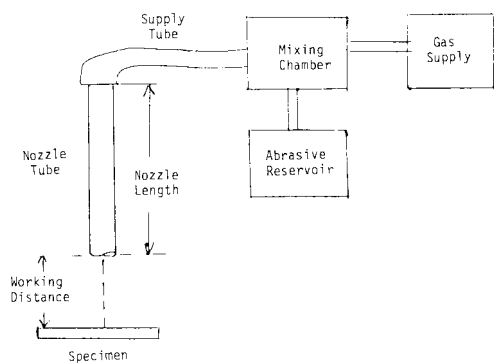 Supply
Tube
Mixing
Chamber
Gas
Supply
Nozzle
Tube
Nozzle
Length
Abrasive
Reservoir
Working
Distance
Specimen